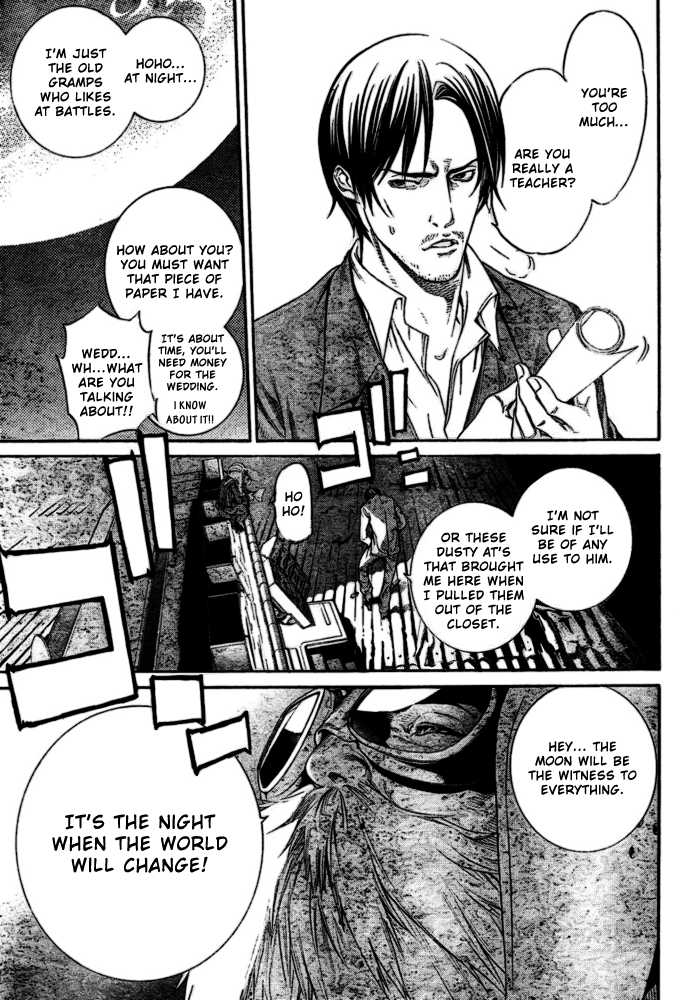 YOU'RE
TOO
MUCH...
ARE YOU
REALLY A
TEACHER?
HOHO...
AT NIGHT...
I'M JUST
THE OLD
GRAMPS
WHO LIKES
AT BATTLES.
HOW ABOUT YOU?
YOU MUST WANT
THAT PIECE OF
PAPER I HAVE.
IT'S ABOUT
TIME, YOU'LL
NEED MONEY
FOR THE
WEDDING.
I KNOW
ABOUT IT!!
WEDD...
WH...WHAT
ARE YOU
TALKING
ABOUT!!
ゴ
ゴ
ゴ
I'M NOT
SURE IF I'LL
BE OF ANY
USE TO HIM.
OR THESE
DUSTY AT'S
THAT BROUGHT
ME HERE WHEN
I PULLED THEM
OUT OF THE
CLOSET.
HO
HO!
HEY... THE
MOON WILL BE
THE WITNESS TO
EVERYTHING.
IT'S THE NIGHT
WHEN THE WORLD
WILL CHANGE!